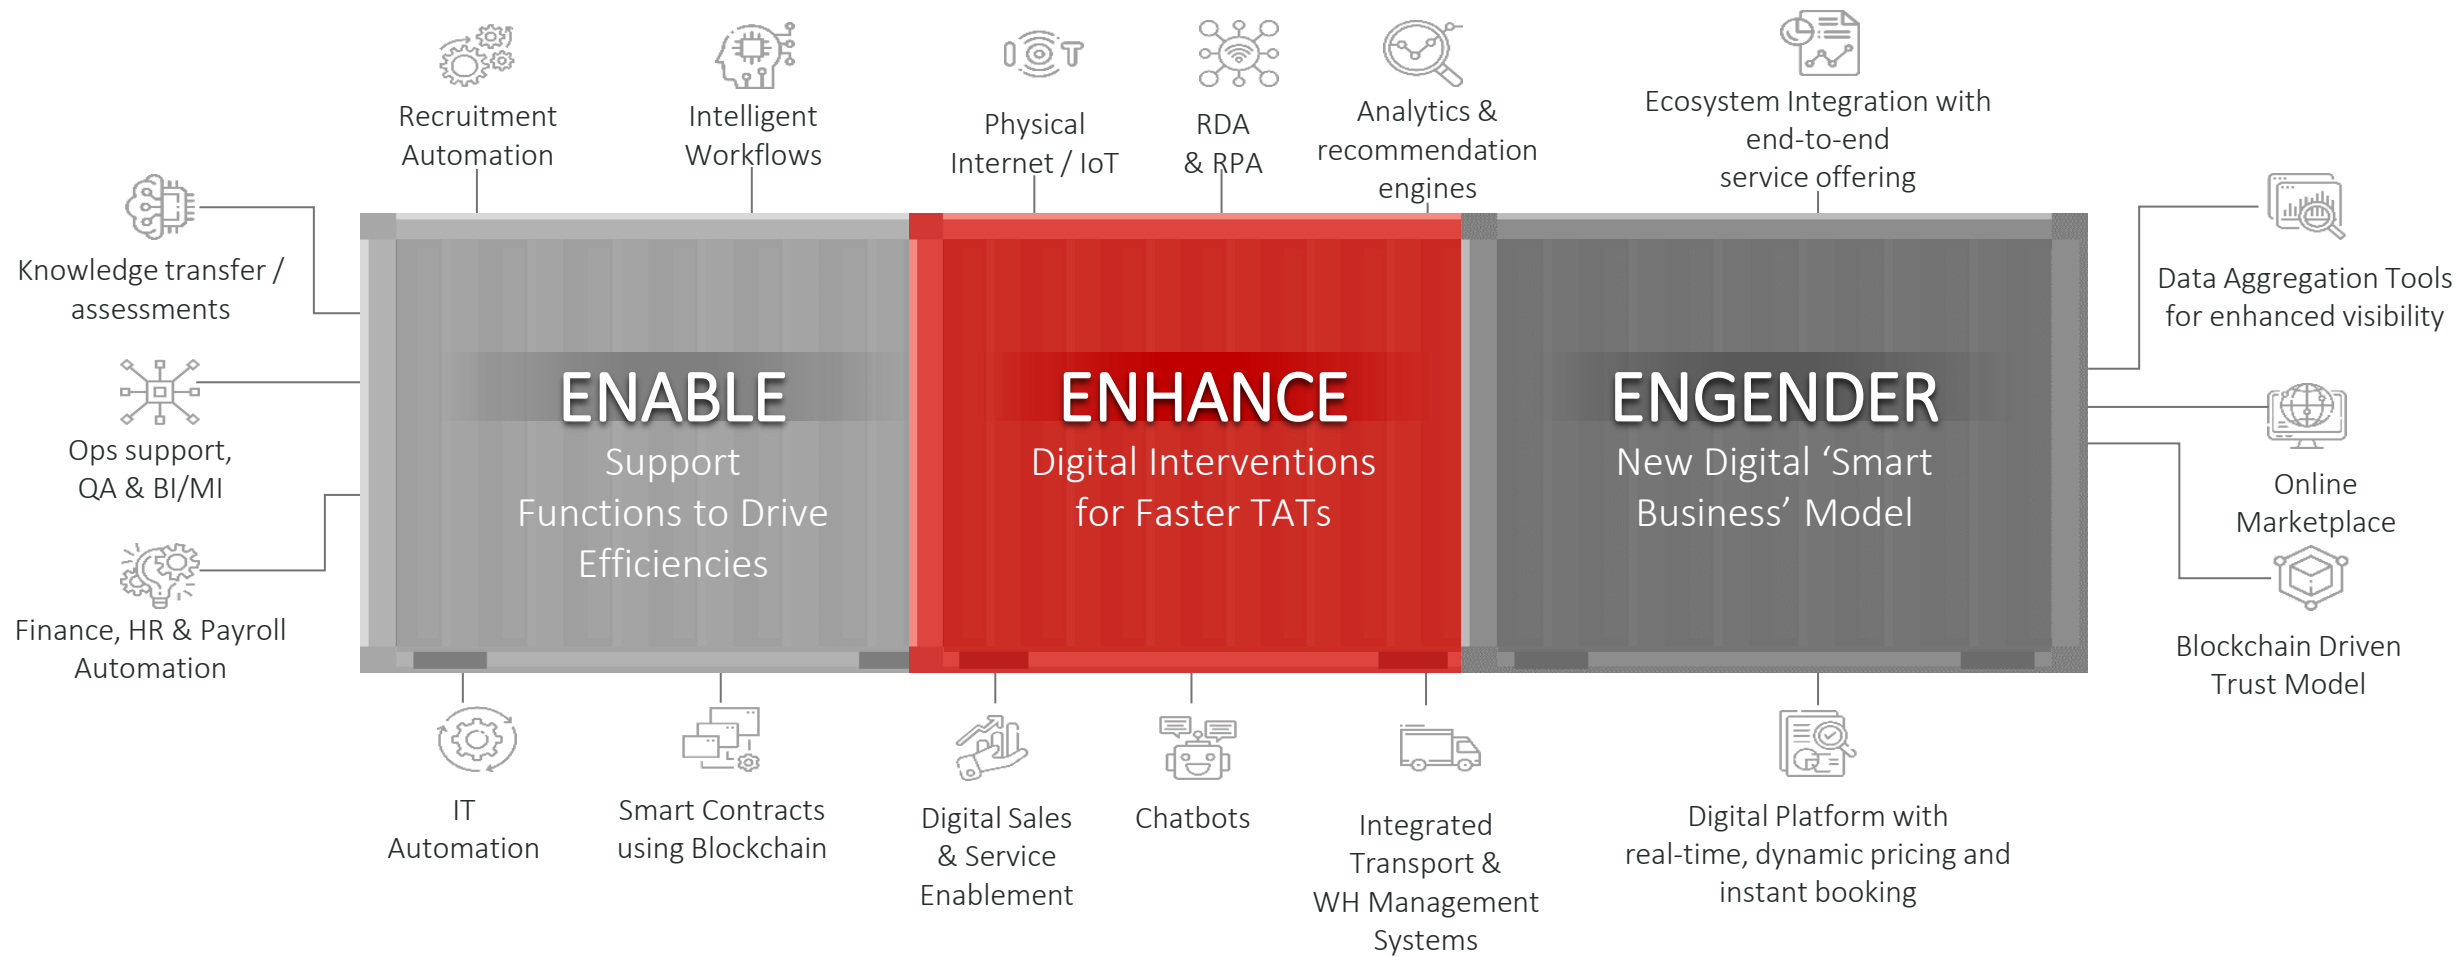 Recruitment
Automation
Intelligent
Workflows
IOT
Physical
Internet / IoT
RDA
& RPA
Analytics &
recommendation
engines
Ecosystem Integration with
end-to-end
service offering
Knowledge transfer /
assessments
Ops support,
QA & BI/MI
Finance, HR & Payroll
Automation
ENABLE
Support
Functions to Drive
Efficiencies
ENHANCE
Digital Interventions
for Faster TATs
ENGENDER
New Digital ‘Smart
Business’ Model
Data Aggregation Tools
for enhanced visibility
Online
Marketplace
Blockchain Driven
Trust Model
IT
Automation
Smart Contracts
using Blockchain
Digital Sales
& Service
Enablement
Chatbots
Integrated
Transport &
WH Management
Systems
Digital Platform with
real-time, dynamic pricing and
instant booking